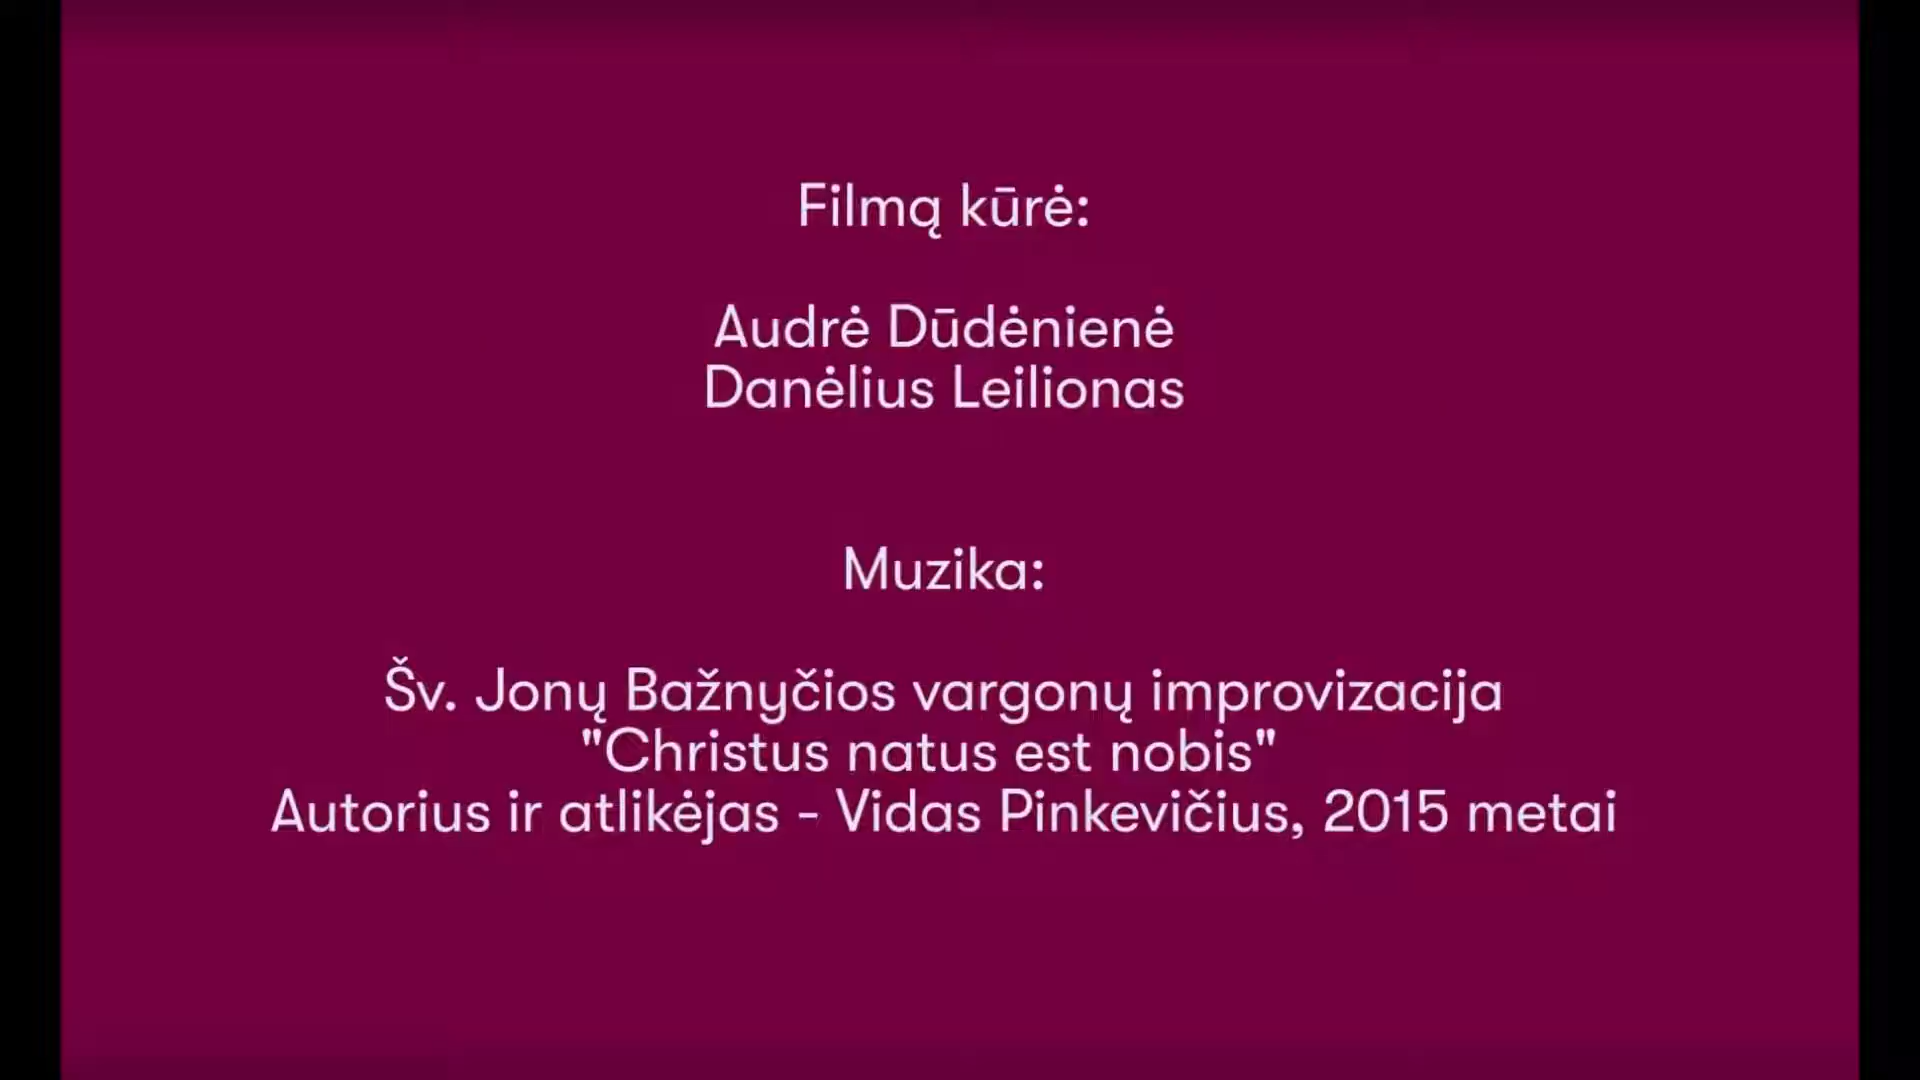 Filmą kūrė:
Audrė Dūdėnienė
Danėlius Leilionas
Muzika:
Šv. Jonų Bažnyčios vargonų improvizacija
"Christus natus est nobis"
Autorius ir atlikėjas - Vidas Pinkevičius, 2015 metai